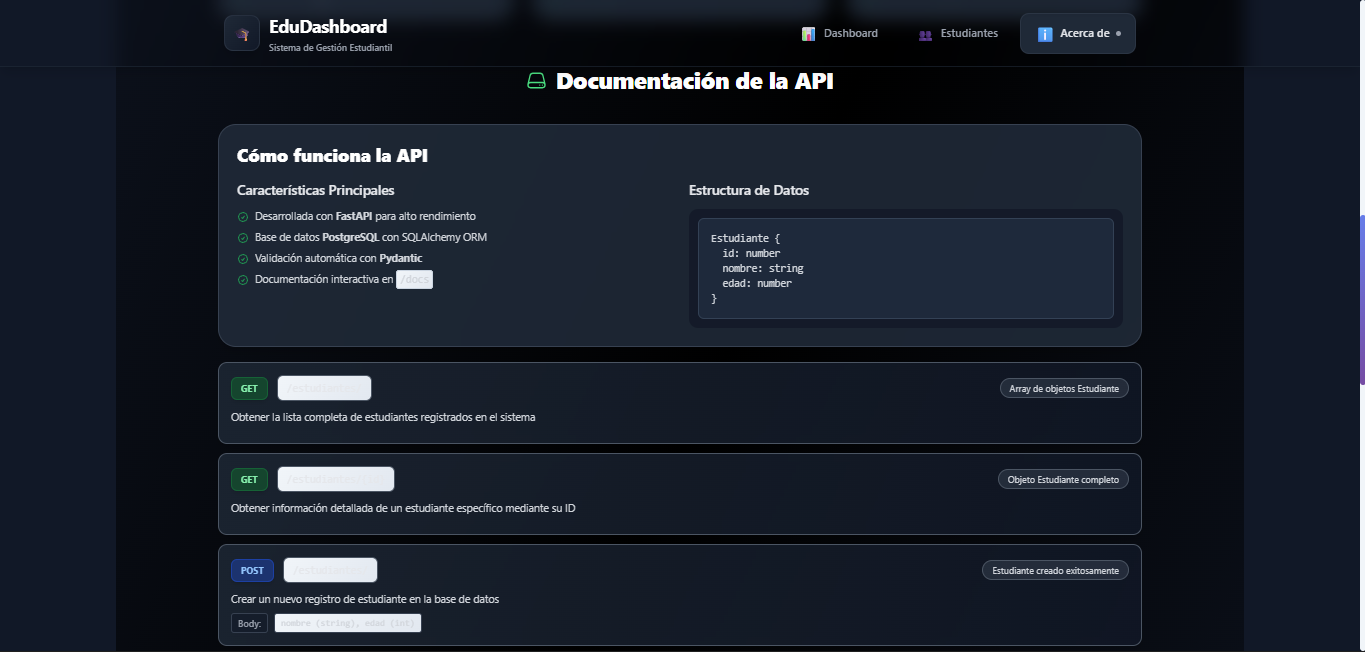 EduDashboard
Sistema de Gestión Estudiantil
Dashboard
Estudiantes
Acerca de
Documentación de la API
Cómo funciona la API
Características Principales
Desarrollada con FastAPI para alto rendimiento
Base de datos PostgreSQL con SQLAlchemy ORM
Validación automática con Pydantic
Documentación interactiva en /docs
Estructura de Datos
Estudiante {
id: number
nombre: string
edad: number
}
GET
Array de objetos Estudiante
Obtener la lista completa de estudiantes registrados en el sistema
GET
Objeto Estudiante completo
Obtener información detallada de un estudiante específico mediante su ID
POST
Estudiante creado exitosamente
Crear un nuevo registro de estudiante en la base de datos
Body: nombre (string), edad (int)